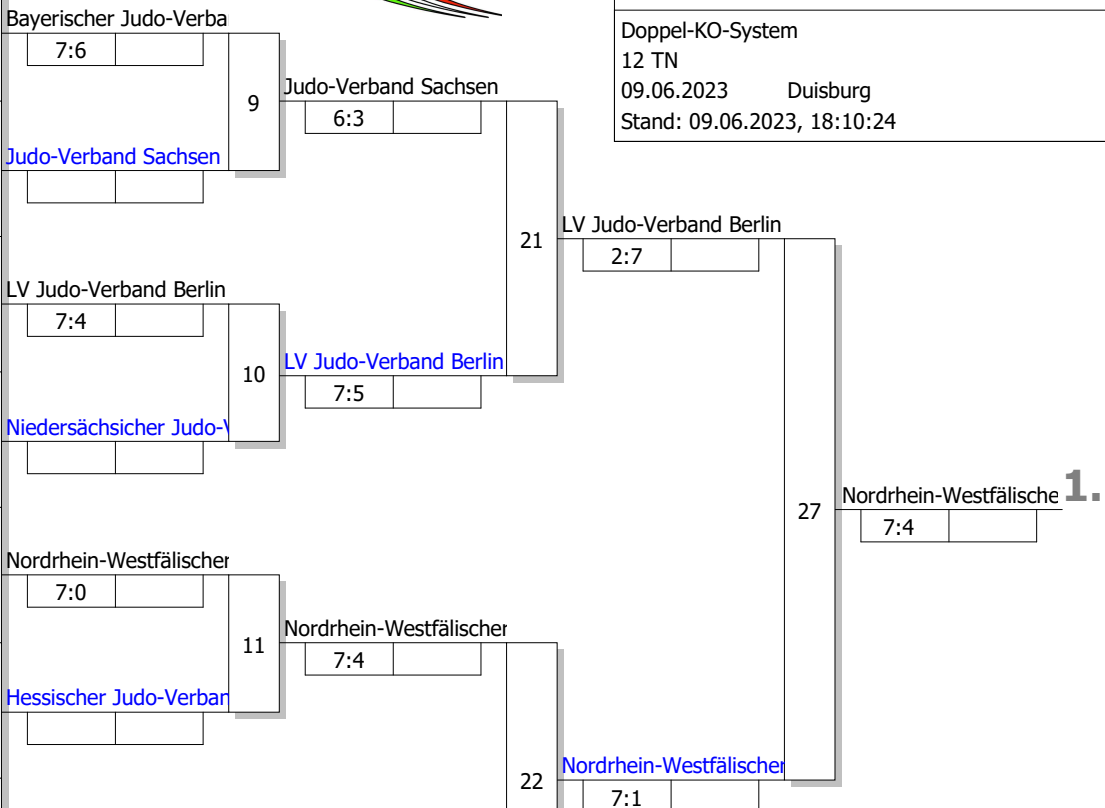 Bayerischer Judo-Verba
7:6
9
Judo-Verband Sachsen
6:3
Judo-Verband Sachsen
Doppel-KO-System
12 TN
09.06.2023 Duisburg
Stand: 09.06.2023, 18:10:24
21
LV Judo-Verband Berlin
2:7
LV Judo-Verband Berlin
7:4
10
LV Judo-Verband Berlin
7:5
Niedersächsicher Judo-V
27
Nordrhein-Westfälische 1.
7:4
Nordrhein-Westfälischer
7:0
11
Nordrhein-Westfälischer
7:4
Hessischer Judo-Verban
22
Nordrhein-Westfälischer
7:1